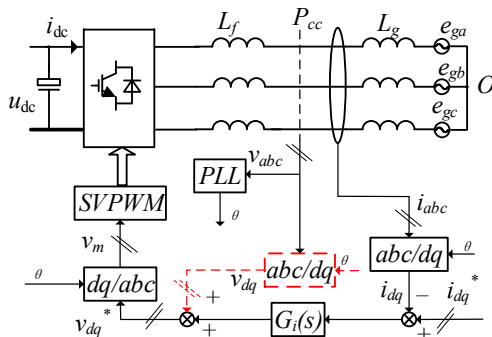 i_dc
L_f
P_cc
L_g
e_ga
e_gb
e_gc
O
u_dc
v_abc
PLL
θ
SVPWM
i_abc
v_m
θ
dq/abc
v_dq
abc/dq
θ
abc/dq
θ
v_dq*
+
+
G_i(s)
i_dq
−
+
i_dq*